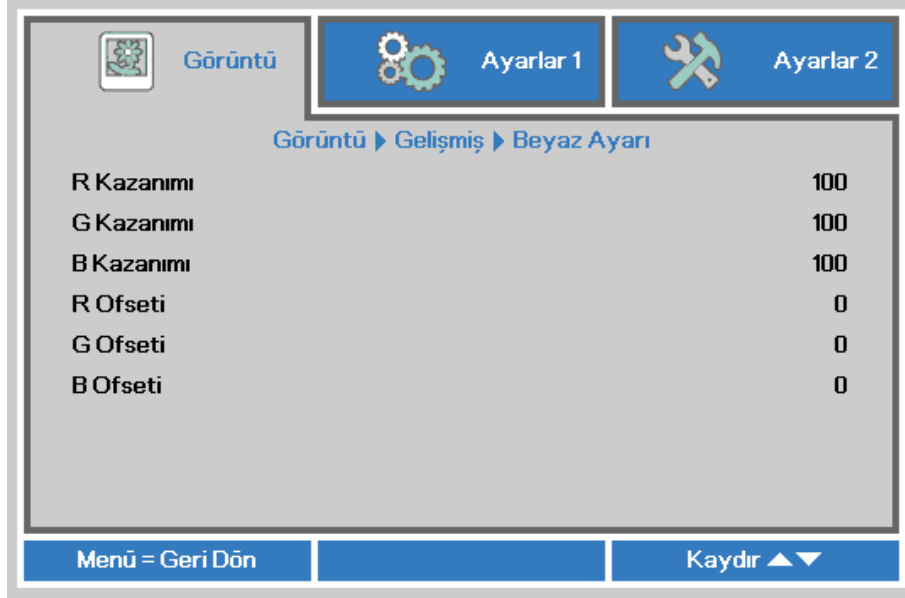 Görüntü
Ayarlar 1
Ayarlar 2
Görüntü Gelişmiş Beyaz Ayarı
R Kazanımı 100
G Kazanımı 100
B Kazanımı 100
R Ofseti 0
G Ofseti 0
B Ofseti 0
Menü = Geri Dön
Kaydır